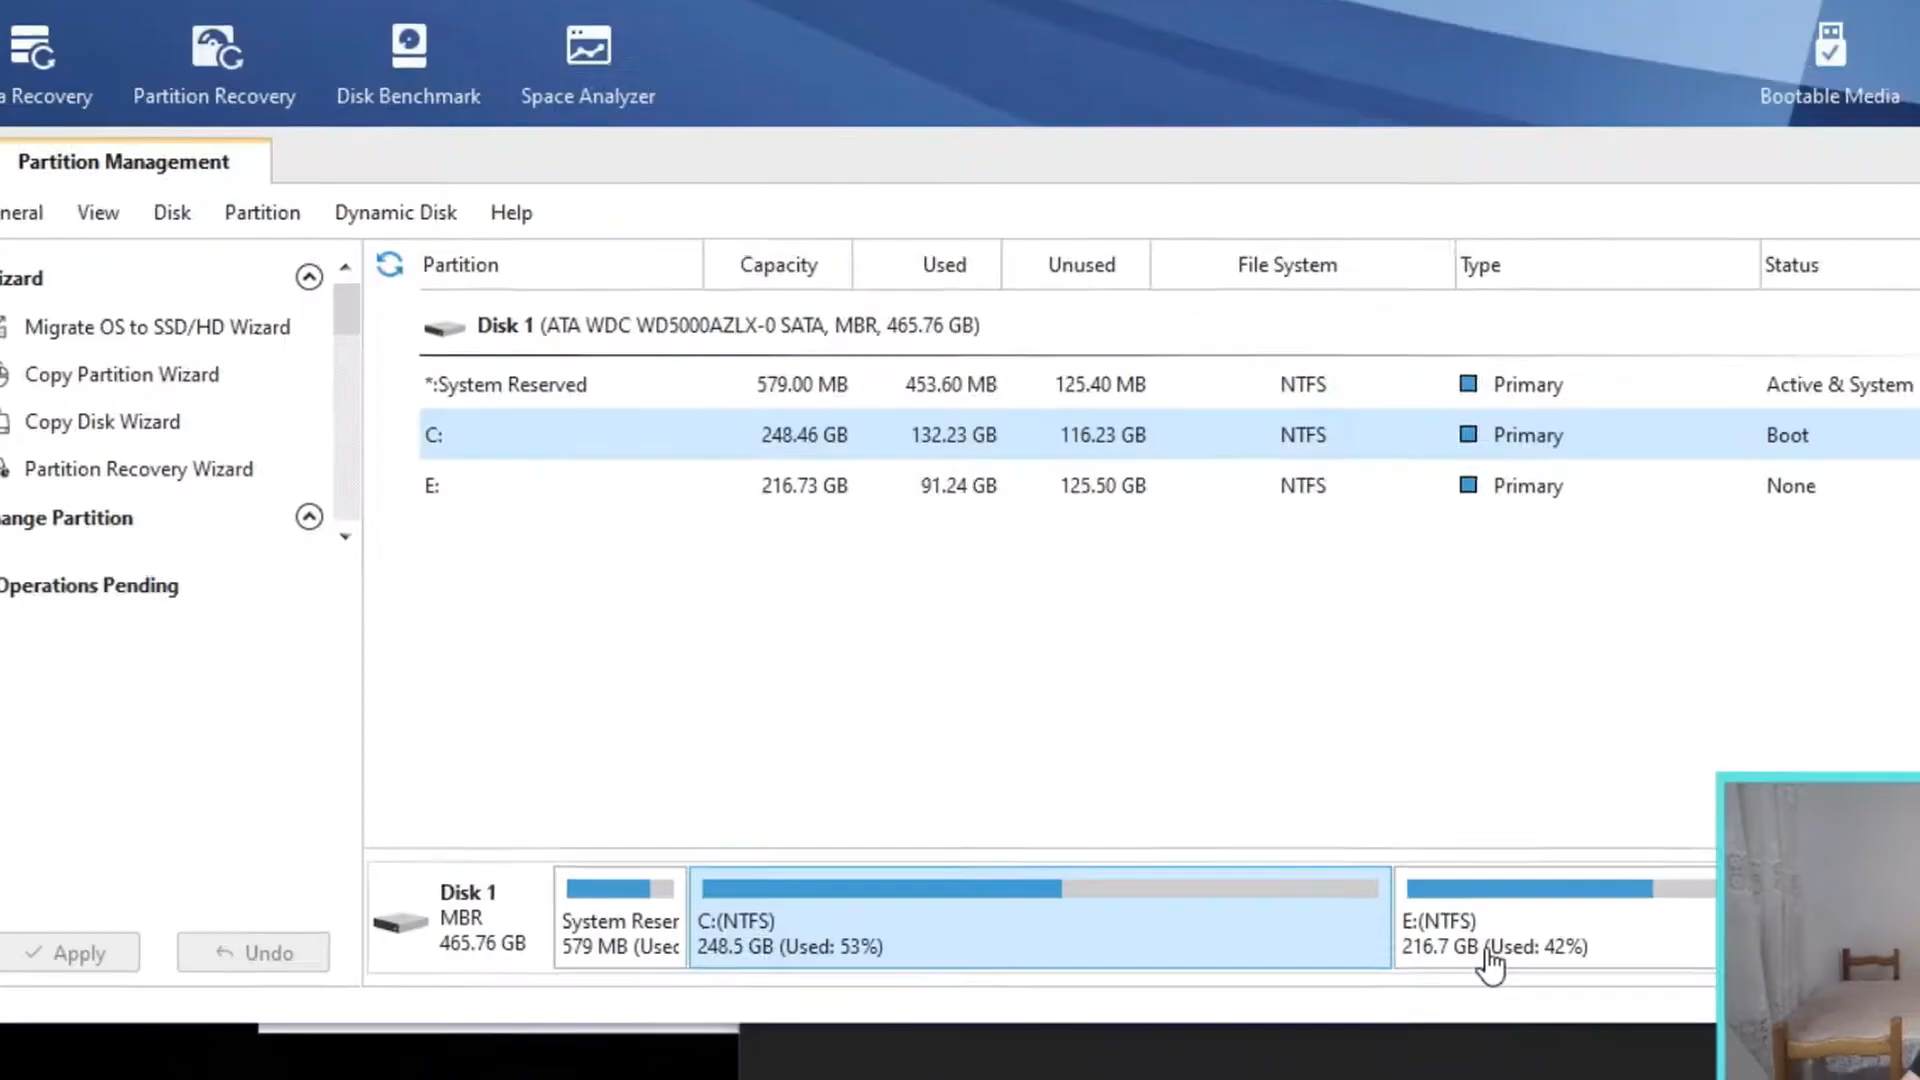 a Recovery
Partition Recovery
Disk Benchmark
Space Analyzer
Bootable Media
Partition Management
neral View Disk Partition Dynamic Disk Help
izard
Migrate OS to SSD/HD Wizard
Copy Partition Wizard
Copy Disk Wizard
Partition Recovery Wizard
ange Partition
Operations Pending
Partition Capacity Used Unused File System Type Status
Disk 1 (ATA WDC WD5000AZLX-0 SATA, MBR, 465.76 GB)
*:System Reserved 579.00 MB 453.60 MB 125.40 MB NTFS Primary Active & System
C: 248.46 GB 132.23 GB 116.23 GB NTFS Primary Boot
E: 216.73 GB 91.24 GB 125.50 GB NTFS Primary None
Disk 1
MBR
465.76 GB
System Reser
579 MB (Usec
C:(NTFS)
248.5 GB (Used: 53%)
E:(NTFS)
216.7 GB (Used: 42%)
Apply
Undo